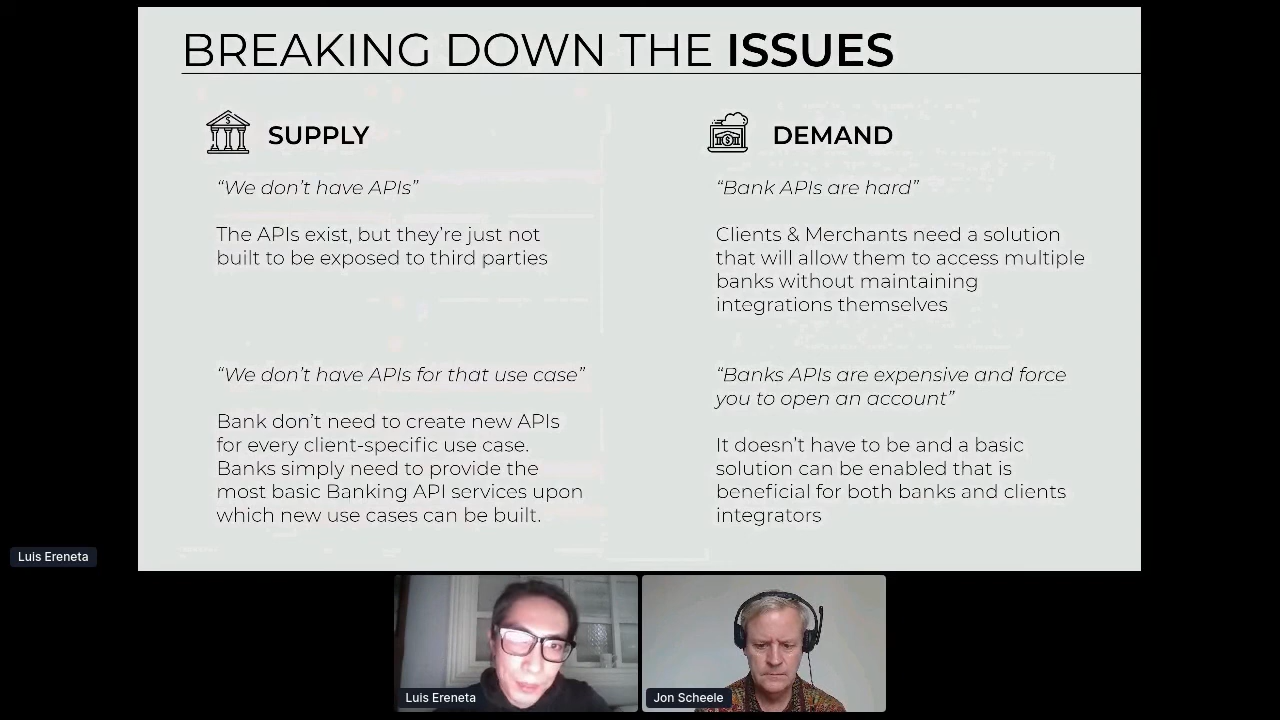 BREAKING DOWN THE ISSUES
SUPPLY
“We don’t have APIs”
The APIs exist, but they’re just not
built to be exposed to third parties
“We don’t have APIs for that use case”
Bank don’t need to create new APIs
for every client-specific use case.
Banks simply need to provide the
most basic Banking API services upon
which new use cases can be built.
DEMAND
“Bank APIs are hard”
Clients & Merchants need a solution
that will allow them to access multiple
banks without maintaining
integrations themselves
“Banks APIs are expensive and force
you to open an account”
It doesn’t have to be and a basic
solution can be enabled that is
beneficial for both banks and clients
integrators
Luis Ereneta
Luis Ereneta
Jon Scheele